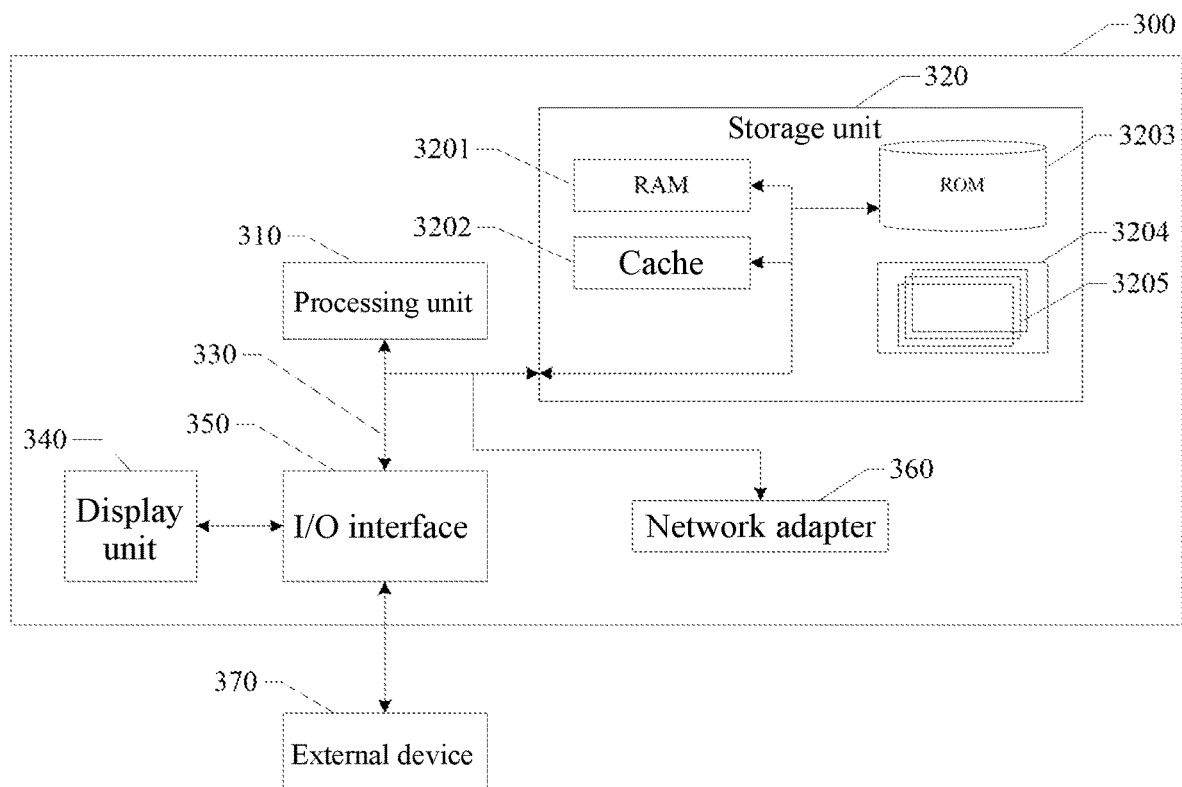 300
320
Storage unit
3201
RAM
3203
ROM
3202
Cache
3204
3205
310
Processing unit
330
350
340
Display
unit
I/O interface
360
Network adapter
370
External device